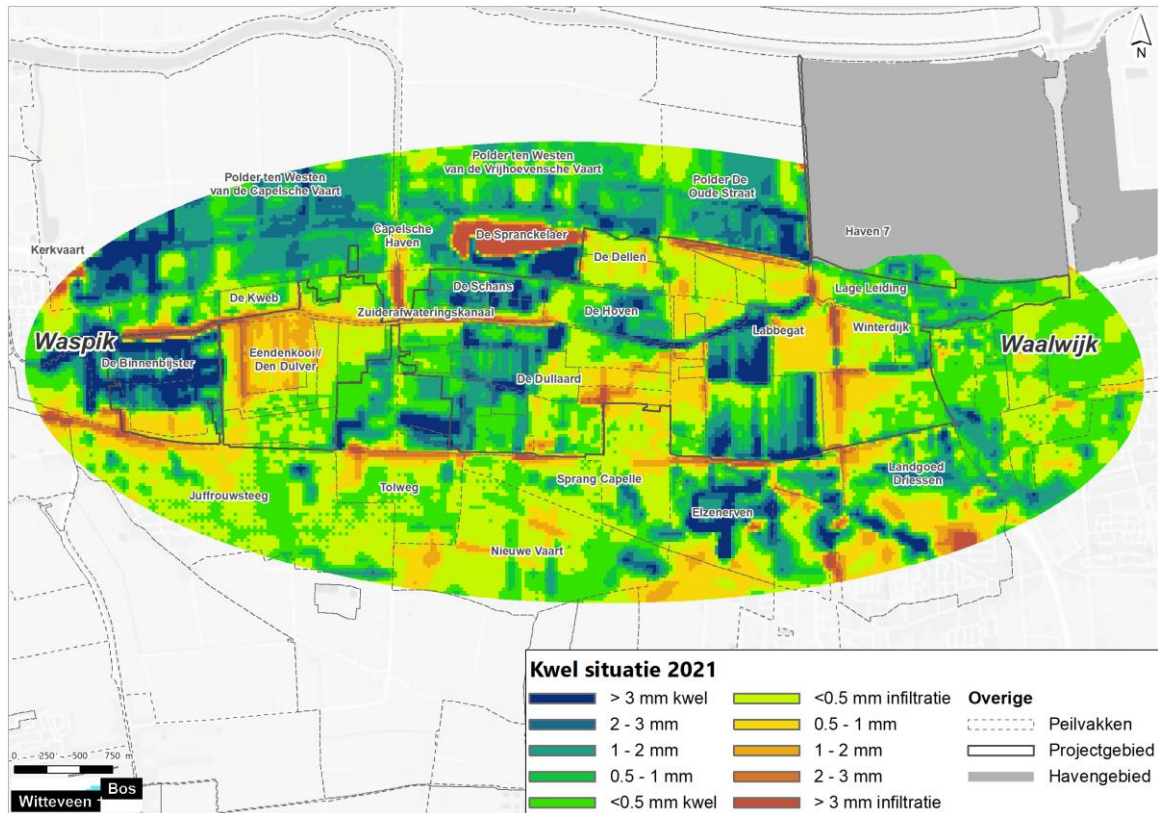 N
Polder ten Westen
van de Vrijhoevensche Vaart
Polder ten Westen
van de Capelsche Vaart
Polder De
Oude Straat
Capelsche
Haven
De Spranckelaer
Haven 7
Kerkvaart
De Dellen
De Kweb
De Schans
Lage Leiding
Zuiderafwateringskanaal
De Hoven
Labbegat
Winterdijk
Waspik
Waalwijk
De Binnenbijster
Eendenkooi /
Den Dulver
De Dullaard
Juffrouwsteeg
Tolweg
Sprang Capelle
Landgoed
Driessen
Elzenerven
Nieuwe Vaart
Kwel situatie 2021
> 3 mm kwel
2 - 3 mm
1 - 2 mm
0.5 - 1 mm
<0.5 mm kwel
<0.5 mm infiltratie
0.5 - 1 mm
1 - 2 mm
2 - 3 mm
> 3 mm infiltratie
Overige
Peilvakken
Projectgebied
Havengebied
0 250 500 750 m
Witteveen + Bos